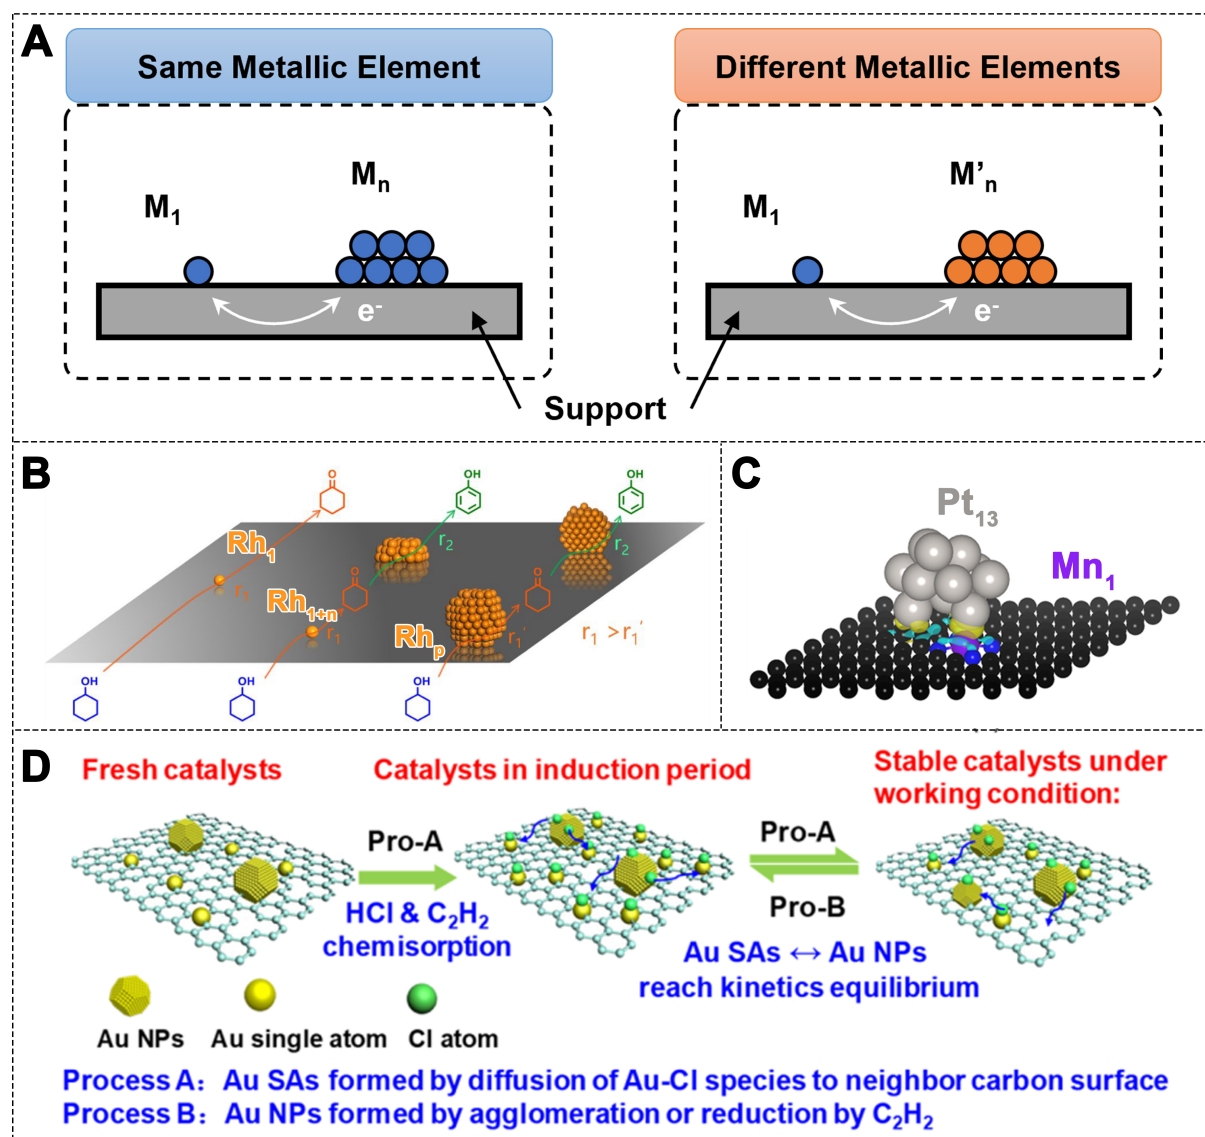 A
Same Metallic Element
Different Metallic Elements
M₁
Mₙ
e⁻
M₁
M’ₙ
e⁻
Support
B
O
OH
OH
Rh₁
r₁
Rh₁₊ₙ
r₁
O
r₂
Rhₚ
r₁′
O
r₂
r₁ > r₁′
OH
OH
OH
C
Pt₁₃
Mn₁
D
Fresh catalysts
Catalysts in induction period
Stable catalysts under
working condition:
Pro-A
HCl & C₂H₂
chemisorption
Pro-A
Pro-B
Au SAs ↔ Au NPs
reach kinetics equilibrium
Au NPs
Au single atom
Cl atom
Process A: Au SAs formed by diffusion of Au-Cl species to neighbor carbon surface
Process B: Au NPs formed by agglomeration or reduction by C₂H₂